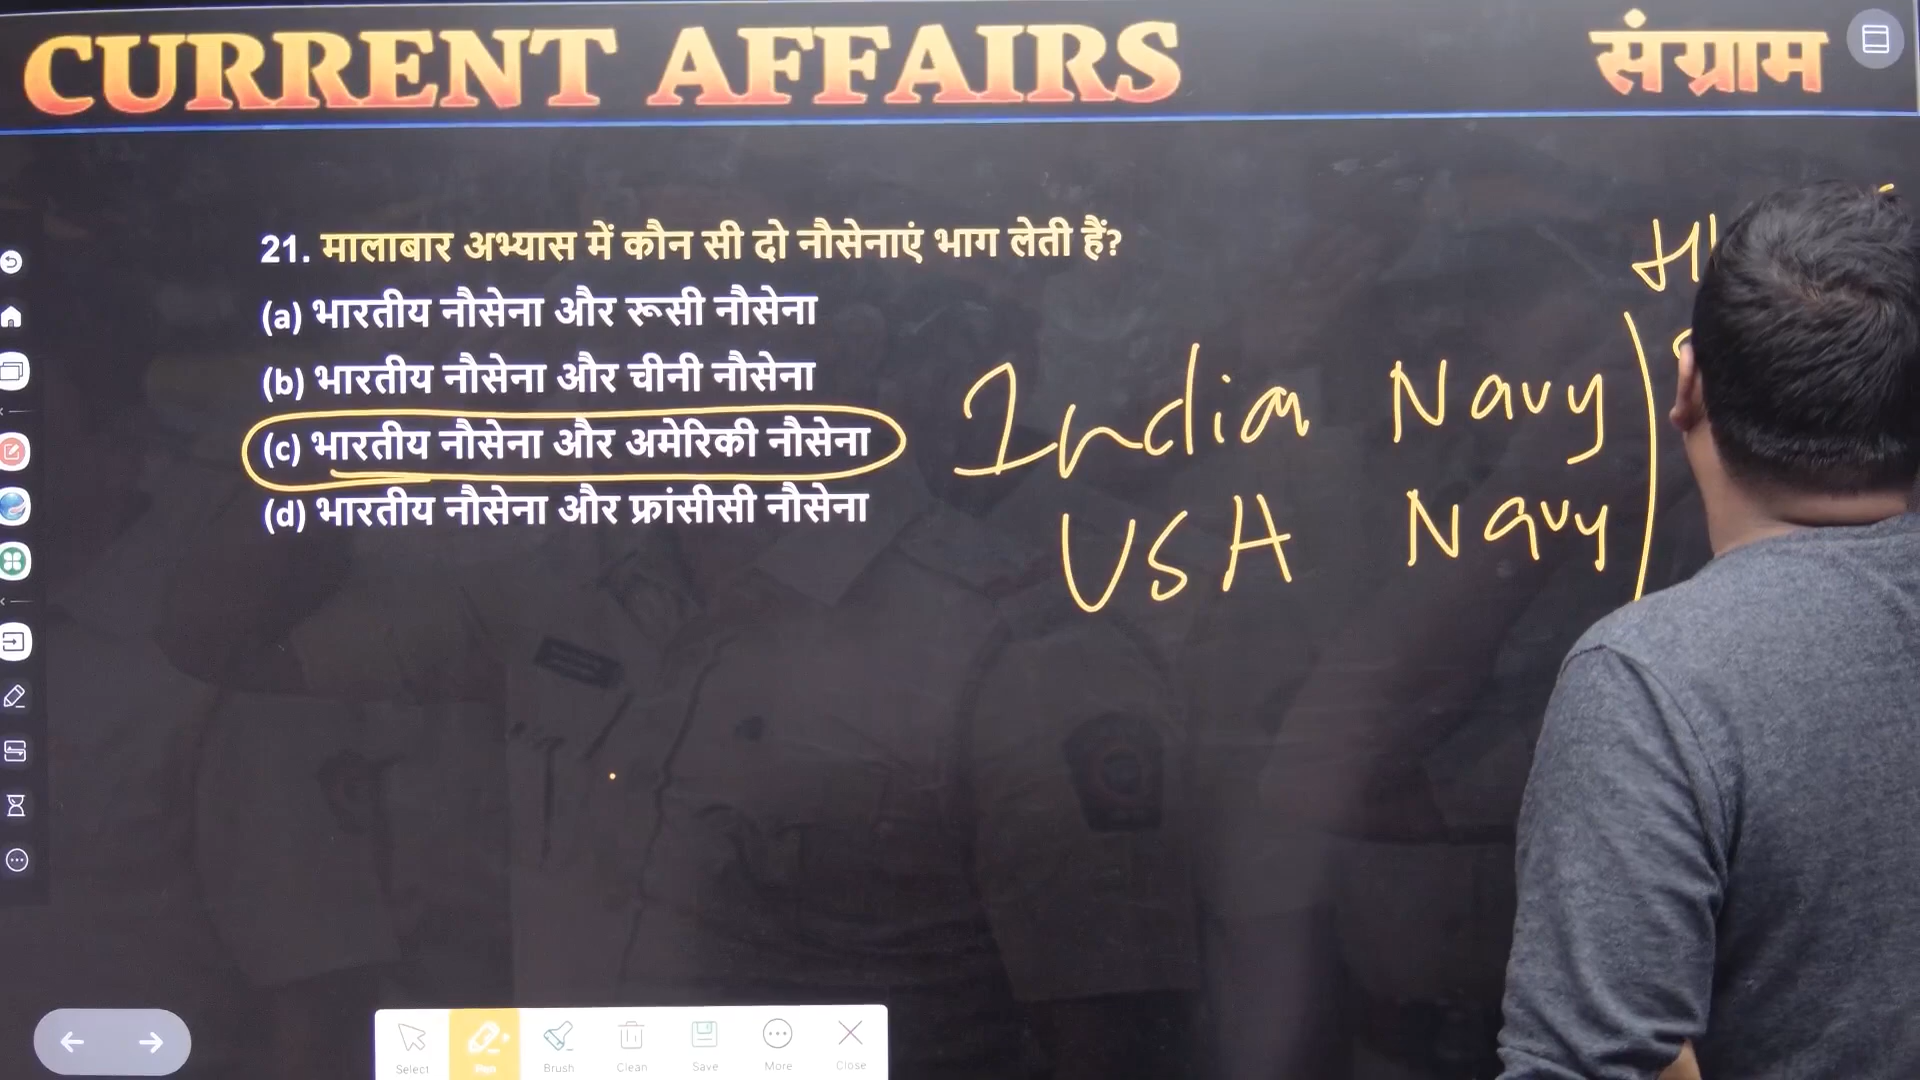 CURRENT AFFAIRS
संग्राम
21. मालाबार अभ्यास में कौन सी दो नौसेनाएं भाग लेती हैं?
(a) भारतीय नौसेना और रूसी नौसेना
(b) भारतीय नौसेना और चीनी नौसेना
(c) भारतीय नौसेना और अमेरिकी नौसेना
(d) भारतीय नौसेना और फ्रांसीसी नौसेना
India Navy
USA Navy
Select
Pen
Brush
Clean
Save
More
Close